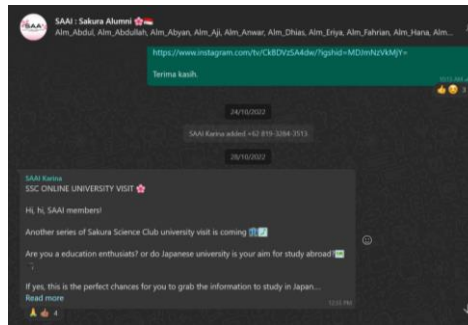 SAAI : Sakura Alumni 🌸🇮🇩
Alm_Abdul, Alm_Abdullah, Alm_Abyan, Alm_Aji, Alm_Anwar, Alm_Dhias, Alm_Eriya, Alm_Fahrian, Alm_Hana, Alm...
https://www.instagram.com/tv/CkBDVzSA4dw/?igshid=MDJmNzVkMjY=
Terima kasih.
3
24/10/2022
SAAI Karina added +62 819-3284-3513
28/10/2022
SAAI Karina
SSC ONLINE UNIVERSITY VISIT 🌸
Hi, hi, SAAI members!
Another series of Sakura Science Club university visit is coming
Are you a education enthusiats? or do Japanese university is your aim for study abroad?
If yes, this is the perfect chances for you to grab the information to study in Japan...
Read more
4